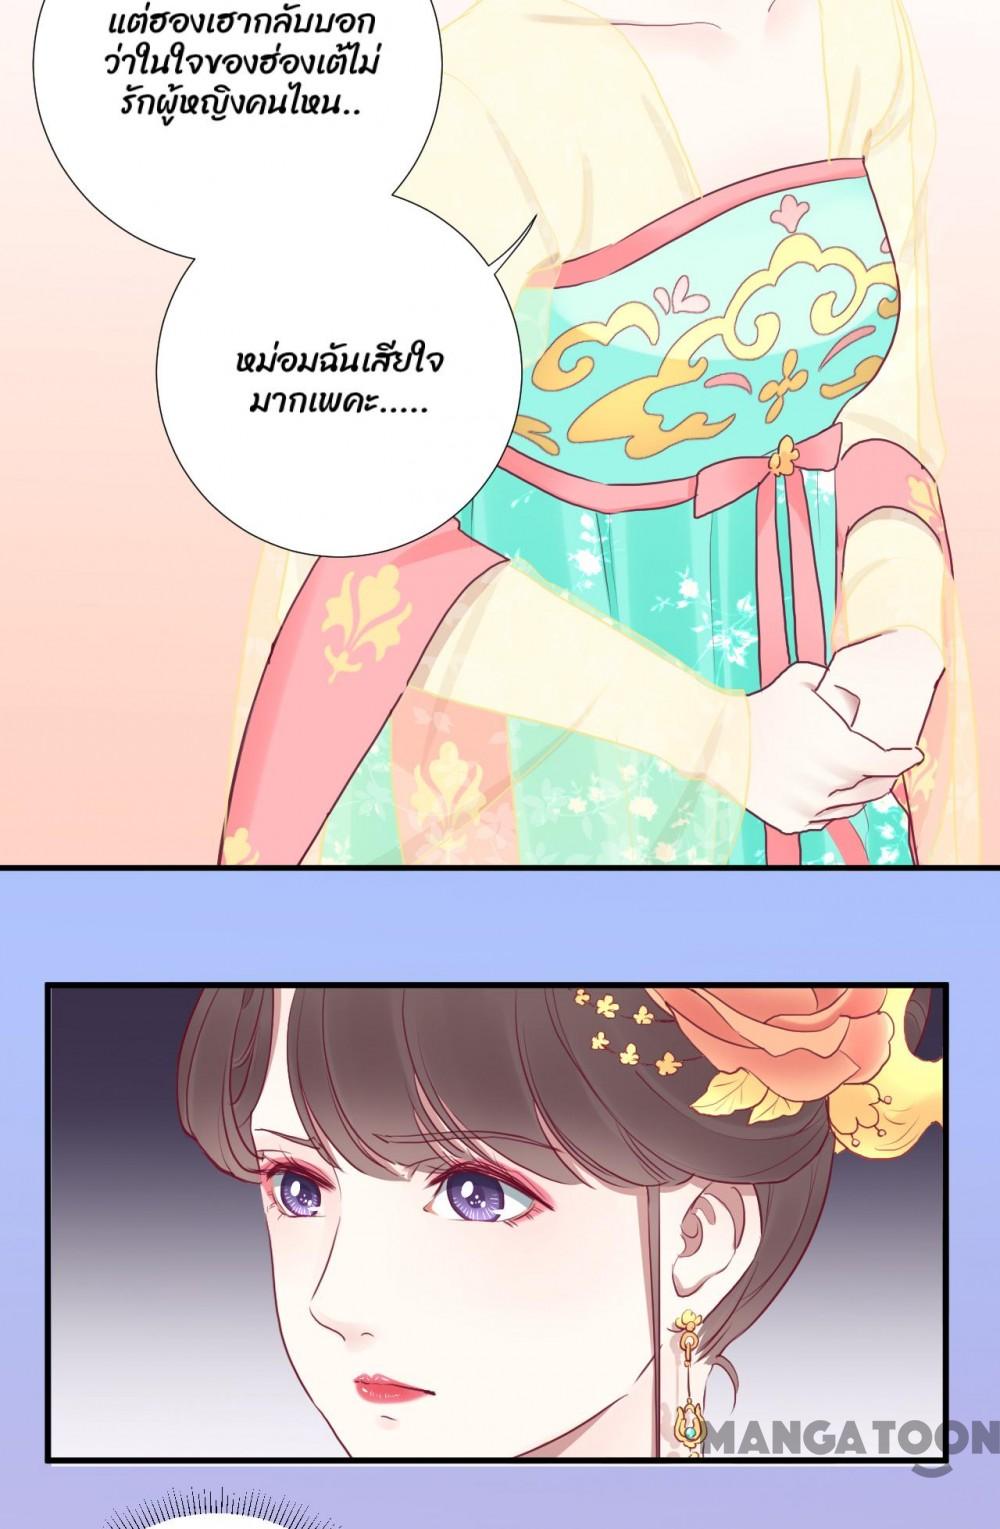 แต่ฮองเฮากลับบอก
ว่าในใจของฮ่องเต้ไม่
รักผู้หญิงคนไหน..
หม่อมฉันเสียใจ
มากเพคะ.....
MANGATOON